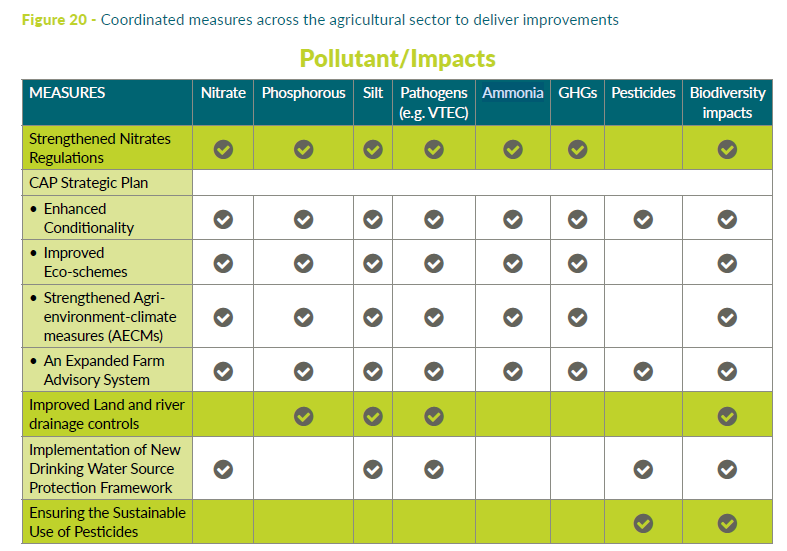 Figure 20 - Coordinated measures across the agricultural sector to deliver improvements
Pollutant/Impacts
MEASURES Nitrate Phosphorous Silt Pathogens (e.g. VTEC) Ammonia GHGs Pesticides Biodiversity impacts
Strengthened Nitrates
Regulations
CAP Strategic Plan
• Enhanced
Conditionality
• Improved
Eco-schemes
• Strengthened Agri-
environment-climate
measures (AECMs)
• An Expanded Farm
Advisory System
Improved Land and river
drainage controls
Implementation of New
Drinking Water Source
Protection Framework
Ensuring the Sustainable
Use of Pesticides